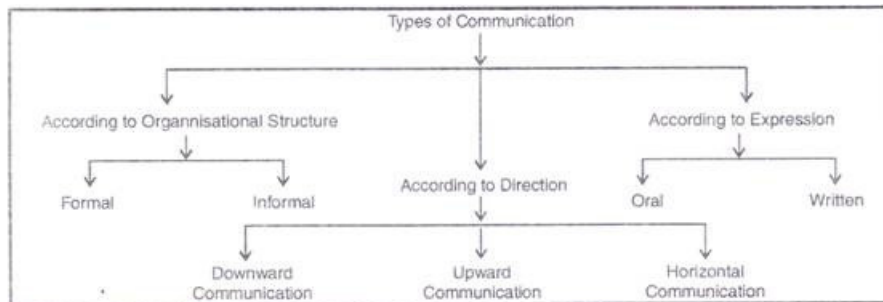 Types of Communication
According to Organnisational Structure
According to Expression
Formal
Informal
According to Direction
Oral
Written
Downward
Communication
Upward
Communication
Horizontal
Communication